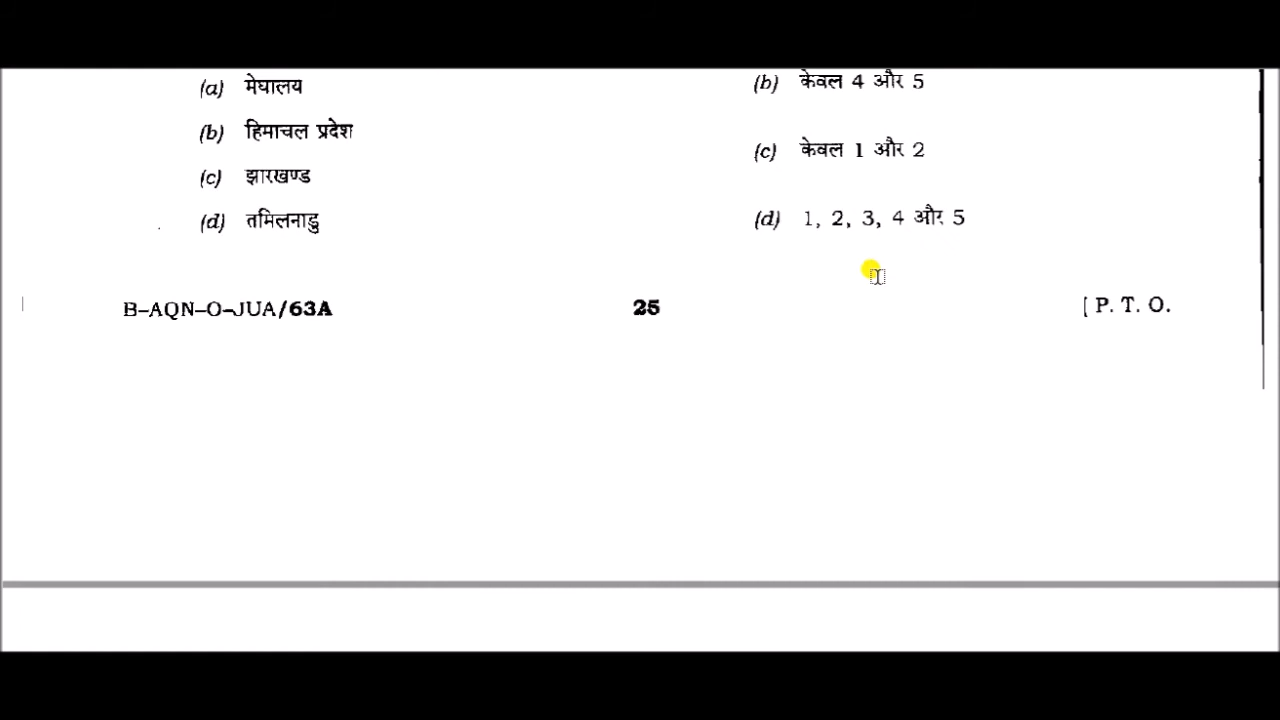 (a) मेघालय
(b) हिमाचल प्रदेश
(c) झारखण्ड
(d) तमिलनाडु
(b) केवल 4 और 5
(c) केवल 1 और 2
(d) 1, 2, 3, 4 और 5
B–AQN–O–JUA/63A 25 [ P. T. O.